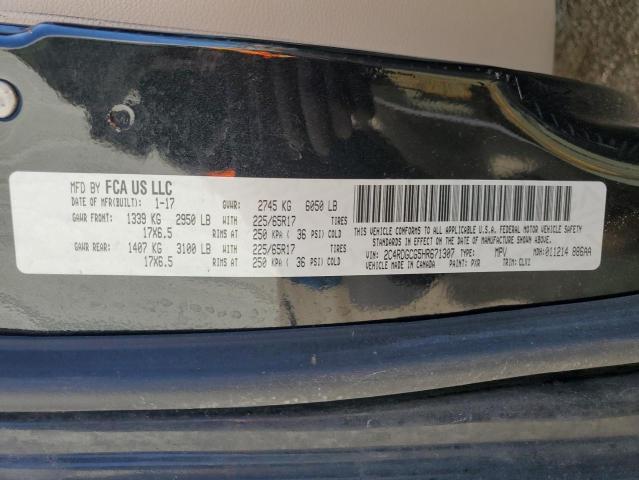 MFD BY FCA US LLC
DATE OF MFR(BUILT): 1-17 GVWR: 2745 KG 6050 LB
GAWR FRONT: 1339 KG 2950 LB WITH 225/65R17 TIRES
17X6.5 RIMS AT 250 KPA ( 36 PSI) COLD
GAWR REAR: 1407 KG 3100 LB WITH 225/65R17 TIRES
17X6.5 RIMS AT 250 KPA ( 36 PSI) COLD
THIS VEHICLE CONFORMS TO ALL APPLICABLE U.S.A. FEDERAL MOTOR VEHICLE SAFETY
STANDARDS IN EFFECT ON THE DATE OF MANUFACTURE SHOWN ABOVE.
VIN: 2C4RDGCG5HR671307 TYPE: MPV MDH: 011214 886AA
VEHICLE MADE IN CANADA PAINT: PXR TRIM: CLX2